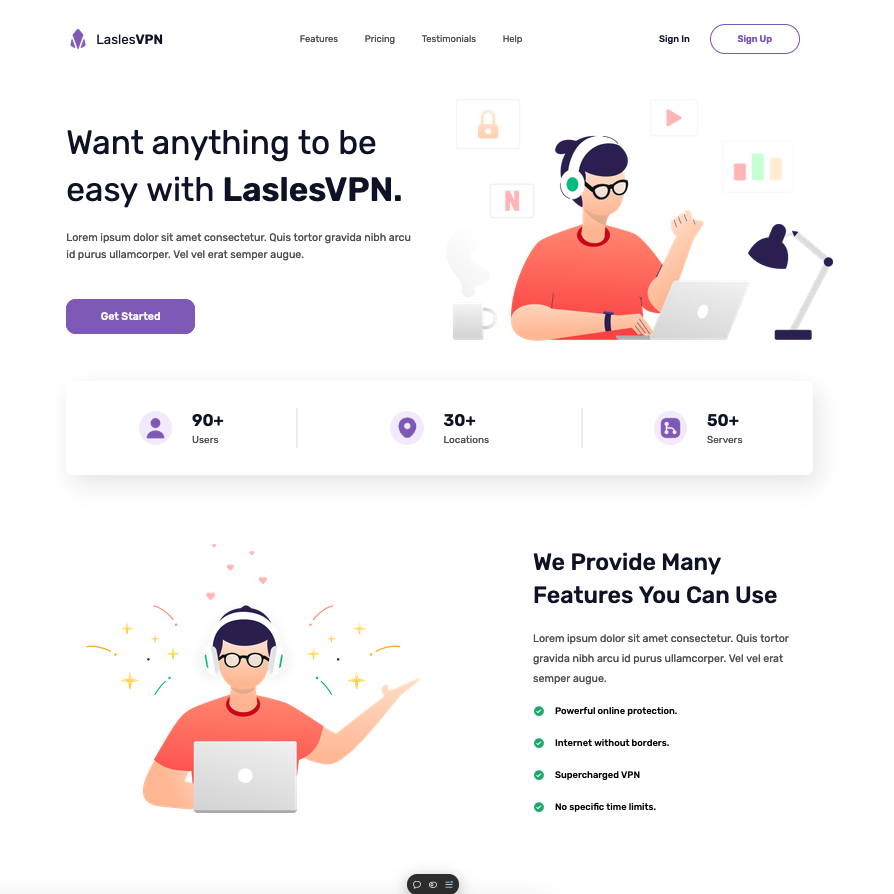 LaslesVPN
Features
Pricing
Testimonials
Help
Sign In
Sign Up
Want anything to be
easy with LaslesVPN.
Lorem ipsum dolor sit amet consectetur. Quis tortor gravida nibh arcu
id purus ullamcorper. Vel vel erat semper augue.
Get Started
N
90+
Users
30+
Locations
50+
Servers
We Provide Many
Features You Can Use
Lorem ipsum dolor sit amet consectetur. Quis tortor
gravida nibh arcu id purus ullamcorper. Vel vel erat
semper augue.
Powerful online protection.
Internet without borders.
Supercharged VPN
No specific time limits.